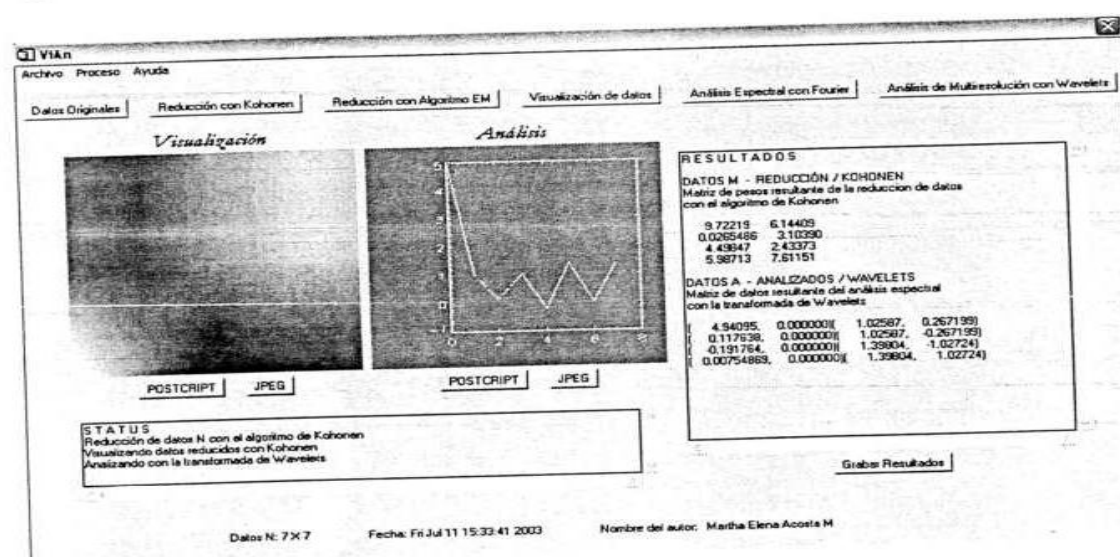 ViAn
Archivo Proceso Ayuda
Datos Originales Reducción con Kohonen Reducción con Algoritmo EM Visualización de datos Análisis Espectral con Fourier Análisis de Multiresolución con Wavelets
Visualización Análisis
5
4
3
2
1
0
-1
0 2 4 6 8
POSTCRIPT JPEG POSTCRIPT JPEG
RESULTADOS
DATOS M - REDUCCIÓN / KOHONEN
Matriz de pesos resultante de la reduccion de datos
con el algoritmo de Kohonen
9.72219 6.14409
0.0265486 3.10390
4.49847 2.43373
5.98713 7.61151
DATOS A - ANALIZADOS / WAVELETS
Matriz de datos resultante del análisis espectral
con la transformada de Wavelets
( 4.94095, 0.000000)( 1.02587, 0.267199)
( 0.117638, 0.000000)( 1.02587, -0.267199)
( -0.191764, 0.000000)( 1.39804, -1.02724)
( 0.00754869, 0.000000)( 1.39804, 1.02724)
STATUS
Reducción de datos N con el algoritmo de Kohonen
Visualizando datos reducidos con Kohonen
Analizando con la transformada de Wavelets
Grabar Resultados
Datos N: 7 X 7 Fecha: Fri Jul 11 15:33:41 2003 Nombre del autor: Martha Elena Acosta M